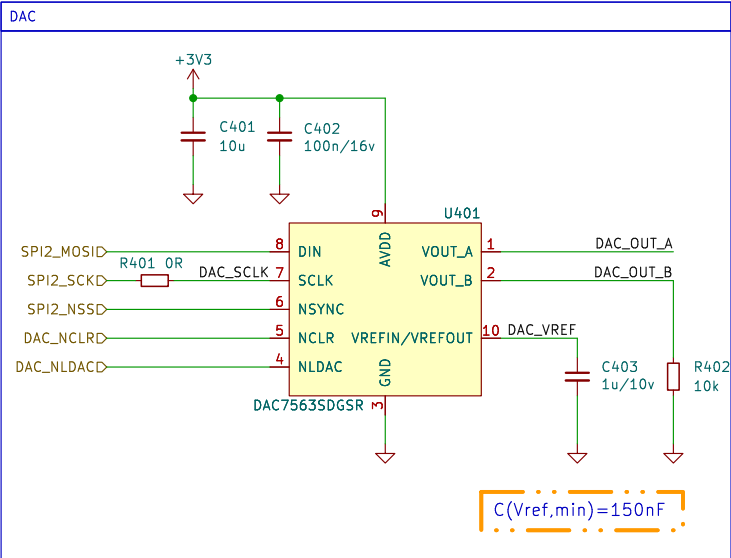 DAC
+3V3
C401
10u
C402
100n/16v
U401
9
AVDD
SPI2_MOSI
8
DIN
VOUT_A
1
DAC_OUT_A
R401 0R
SPI2_SCK
DAC_SCLK
7
SCLK
VOUT_B
2
DAC_OUT_B
SPI2_NSS
6
NSYNC
DAC_NCLR
5
NCLR
VREFIN/VREFOUT
10
DAC_VREF
DAC_NLDAC
4
NLDAC
GND
3
DAC7563SDGSR
C403
1u/10v
R402
10k
C(Vref,min)=150nF